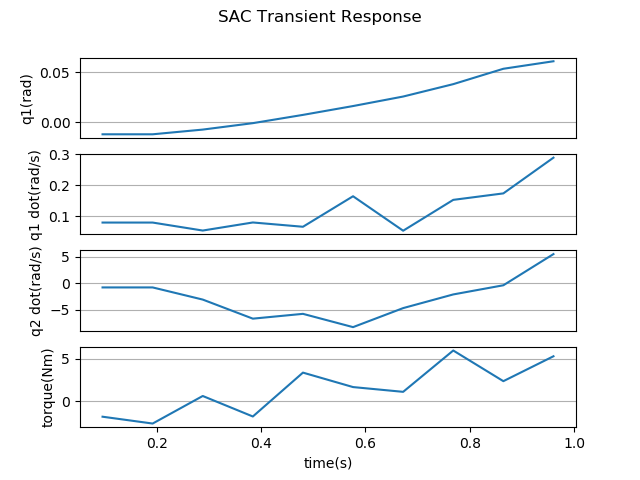 SAC Transient Response
q1(rad)
0.05
0.00
q1 dot(rad/s)
0.3
0.2
0.1
q2 dot(rad/s)
5
0
−5
torque(Nm)
5
0
0.2 0.4 0.6 0.8 1.0
time(s)